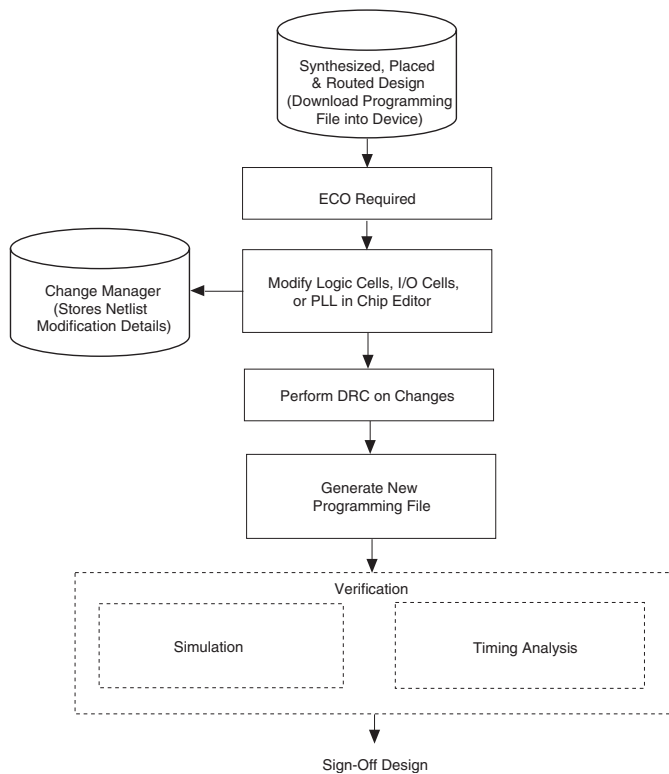 Synthesized, Placed
& Routed Design
(Download Programming
File into Device)
ECO Required
Modify Logic Cells, I/O Cells,
or PLL in Chip Editor
Change Manager
(Stores Netlist
Modification Details)
Perform DRC on Changes
Generate New
Programming File
Verification
Simulation
Timing Analysis
Sign-Off Design